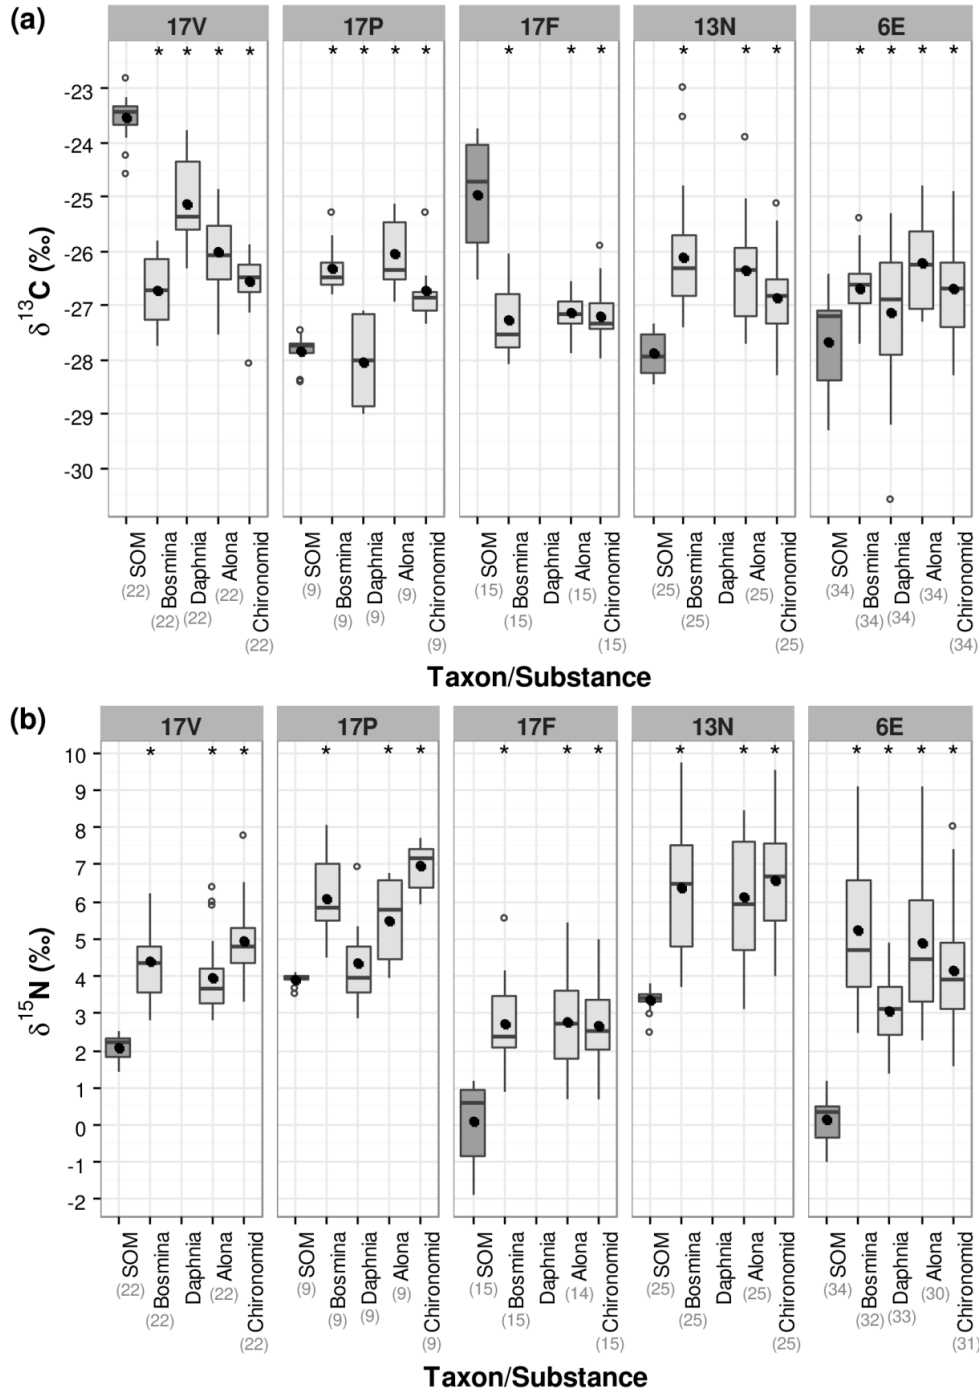 (a)
17V 17P 17F 13N 6E
* * * * * * * * * * * * * * * * * *
δ¹³C (‰)
-23
-24
-25
-26
-27
-28
-29
-30
SOM Bosmina Daphnia Alona Chironomid SOM Bosmina Daphnia Alona Chironomid SOM Bosmina Daphnia Alona Chironomid SOM Bosmina Daphnia Alona Chironomid SOM Bosmina Daphnia Alona Chironomid
(22) (22) (22) (22) (22) (9) (9) (9) (9) (9) (15) (15) (15) (15) (25) (25) (25) (25) (34) (34) (34) (34) (34)
Taxon/Substance
(b)
17V 17P 17F 13N 6E
* * * * * * * * * * * * * * * *
δ¹⁵N (‰)
10
9
8
7
6
5
4
3
2
1
0
-1
-2
SOM Bosmina Daphnia Alona Chironomid SOM Bosmina Daphnia Alona Chironomid SOM Bosmina Daphnia Alona Chironomid SOM Bosmina Daphnia Alona Chironomid SOM Bosmina Daphnia Alona Chironomid
(22) (22) (22) (22) (9) (9) (9) (9) (9) (15) (15) (14) (15) (25) (25) (25) (25) (34) (32) (33) (30) (31)
Taxon/Substance